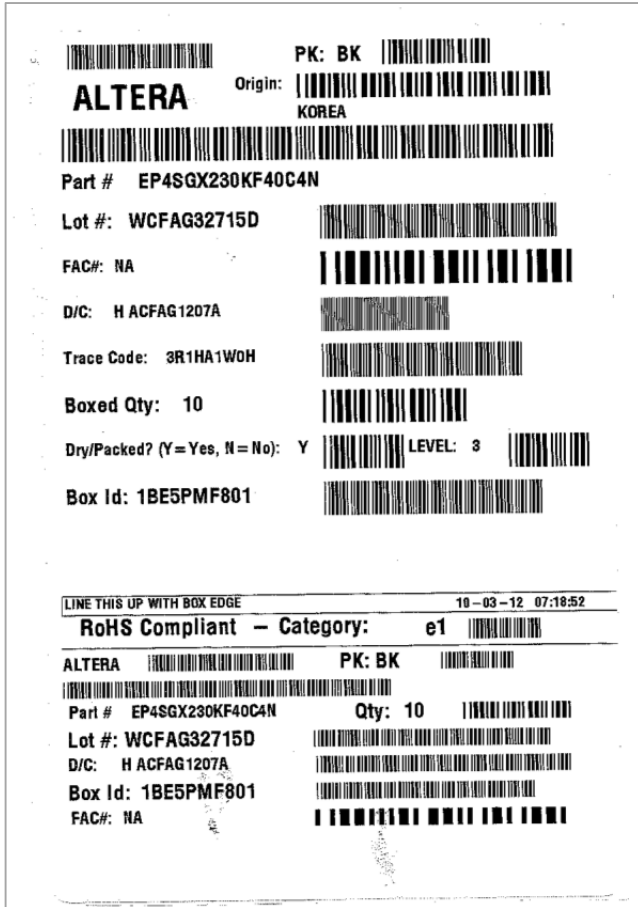 PK: BK
ALTERA
Origin:
KOREA
Part # EP4SGX230KF40C4N
Lot #: WCFAG32715D
FAC#: NA
D/C: H ACFAG1207A
Trace Code: 3R1HA1W0H
Boxed Qty: 10
Dry/Packed? (Y=Yes, N=No): Y LEVEL: 3
Box Id: 1BE5PMF801
LINE THIS UP WITH BOX EDGE 10-03-12 07:18:52
RoHS Compliant – Category: e1
ALTERA PK: BK
Part # EP4SGX230KF40C4N Qty: 10
Lot #: WCFAG32715D
D/C: H ACFAG1207A
Box Id: 1BE5PMF801
FAC#: NA